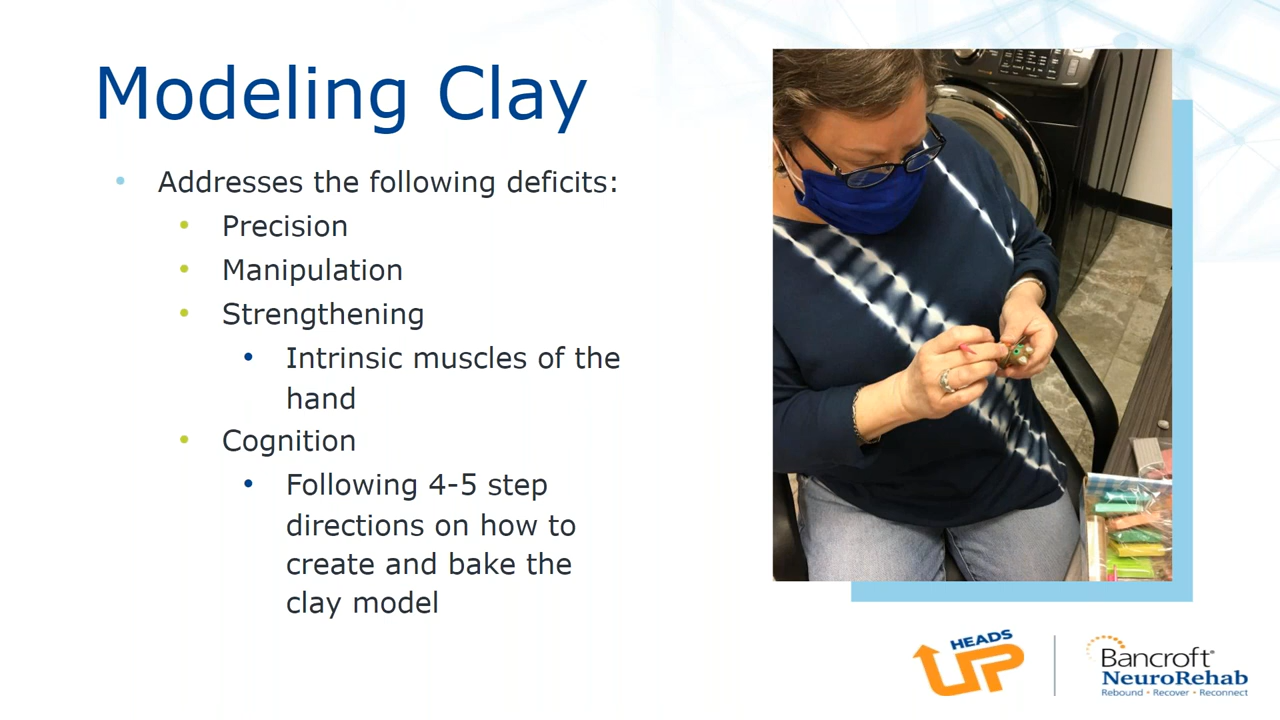 Modeling Clay
• Addresses the following deficits:
• Precision
• Manipulation
• Strengthening
• Intrinsic muscles of the
hand
• Cognition
• Following 4-5 step
directions on how to
create and bake the
clay model
HEADS
UP
Bancroft®
NeuroRehab
Rebound • Recover • Reconnect